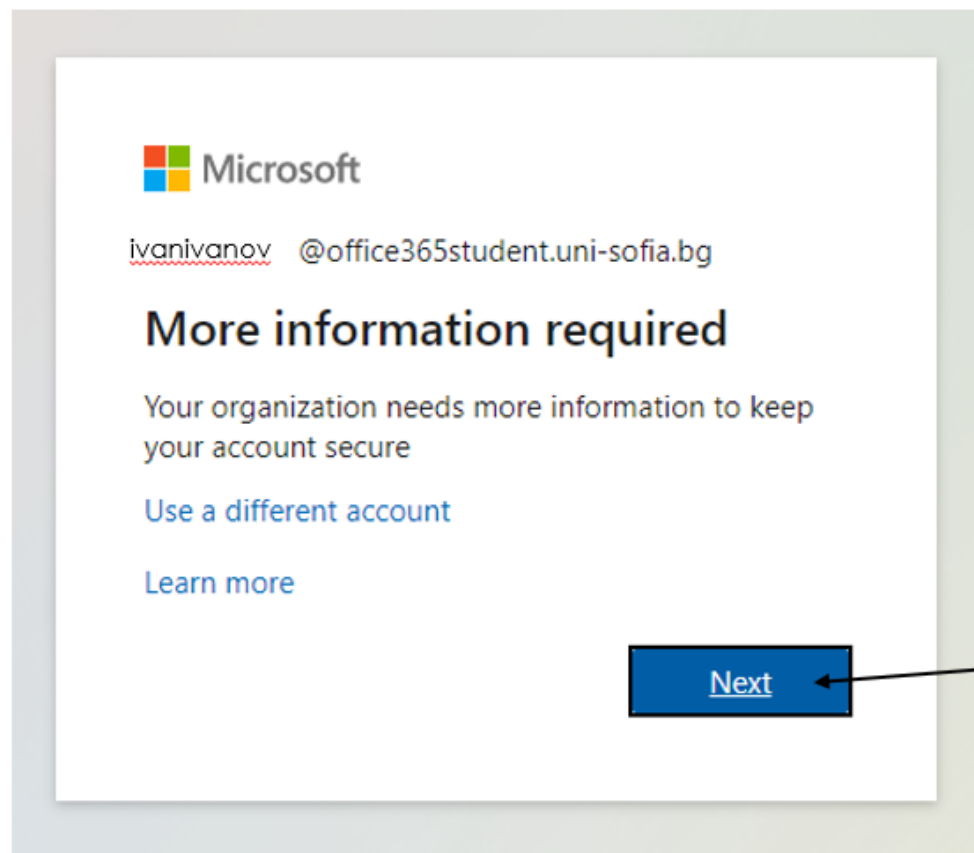 Microsoft
ivanivanov @office365student.uni-sofia.bg
More information required
Your organization needs more information to keep
your account secure
Use a different account
Learn more
Next